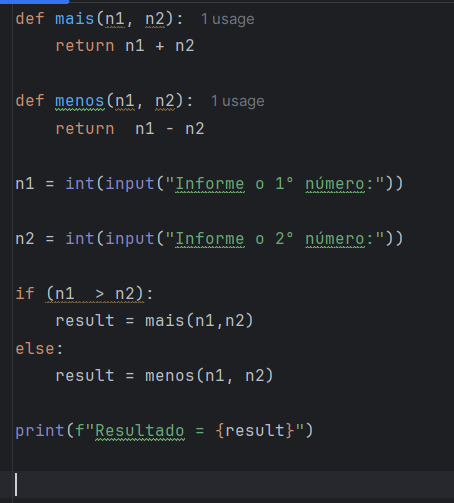 def mais(n1, n2):  1 usage
    return n1 + n2
def menos(n1, n2):  1 usage
    return  n1 - n2
n1 = int(input("Informe o 1° número:"))
n2 = int(input("Informe o 2° número:"))
if (n1  > n2):
    result = mais(n1,n2)
else:
    result = menos(n1, n2)
print(f"Resultado = {result}")